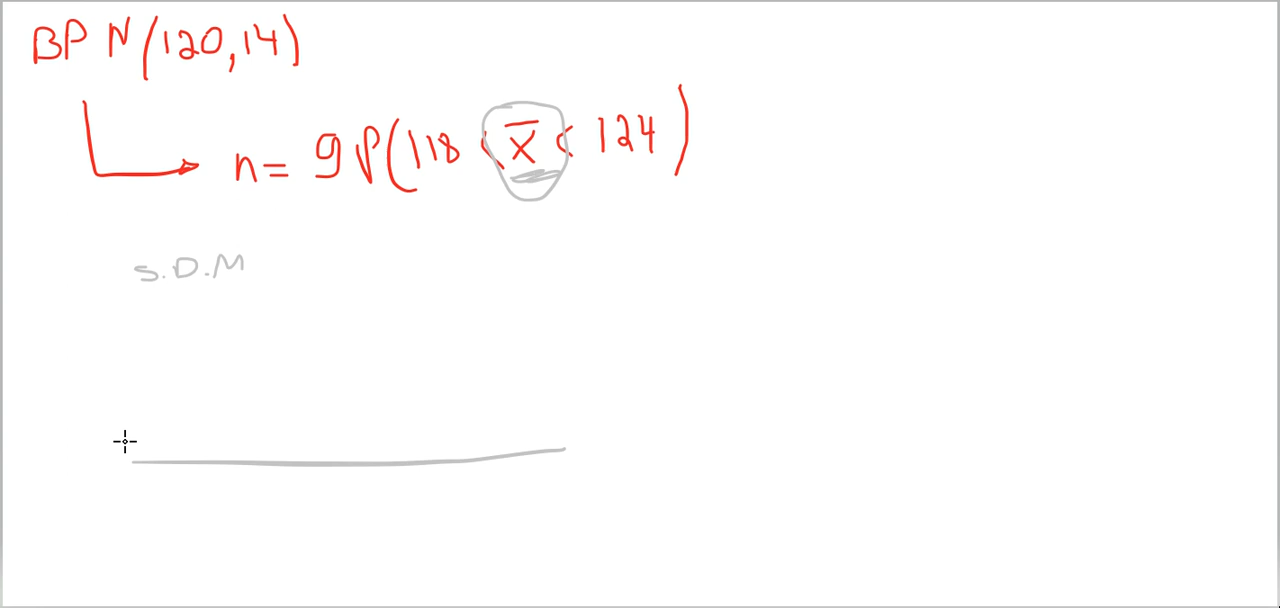 BP N(120,14)
n= 9 P(118 < x̄ < 124)
S.D.M